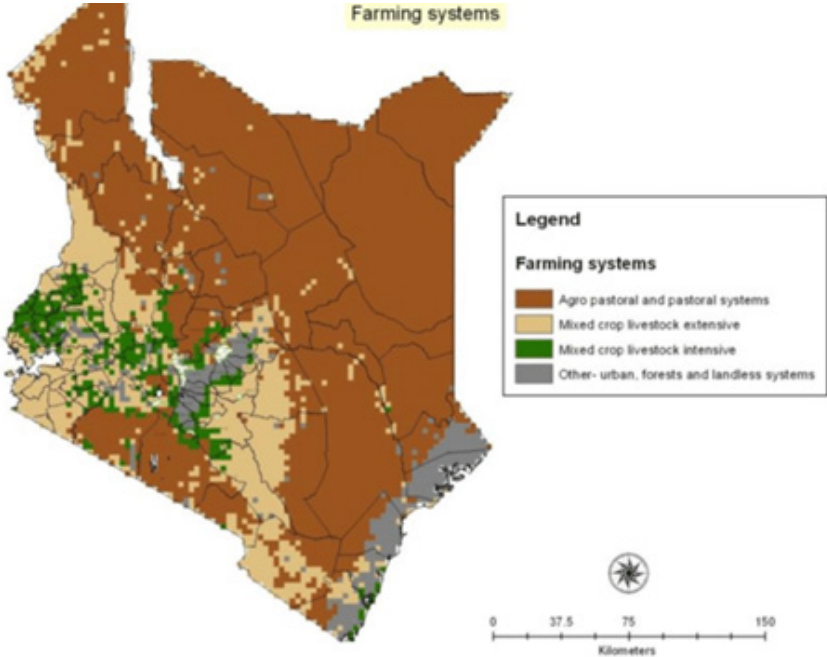 Farming systems
Legend
Farming systems
Agro pastoral and pastoral systems
Mixed crop livestock extensive
Mixed crop livestock intensive
Other- urban, forests and landless systems
0 37.5 75 150
Kilometers